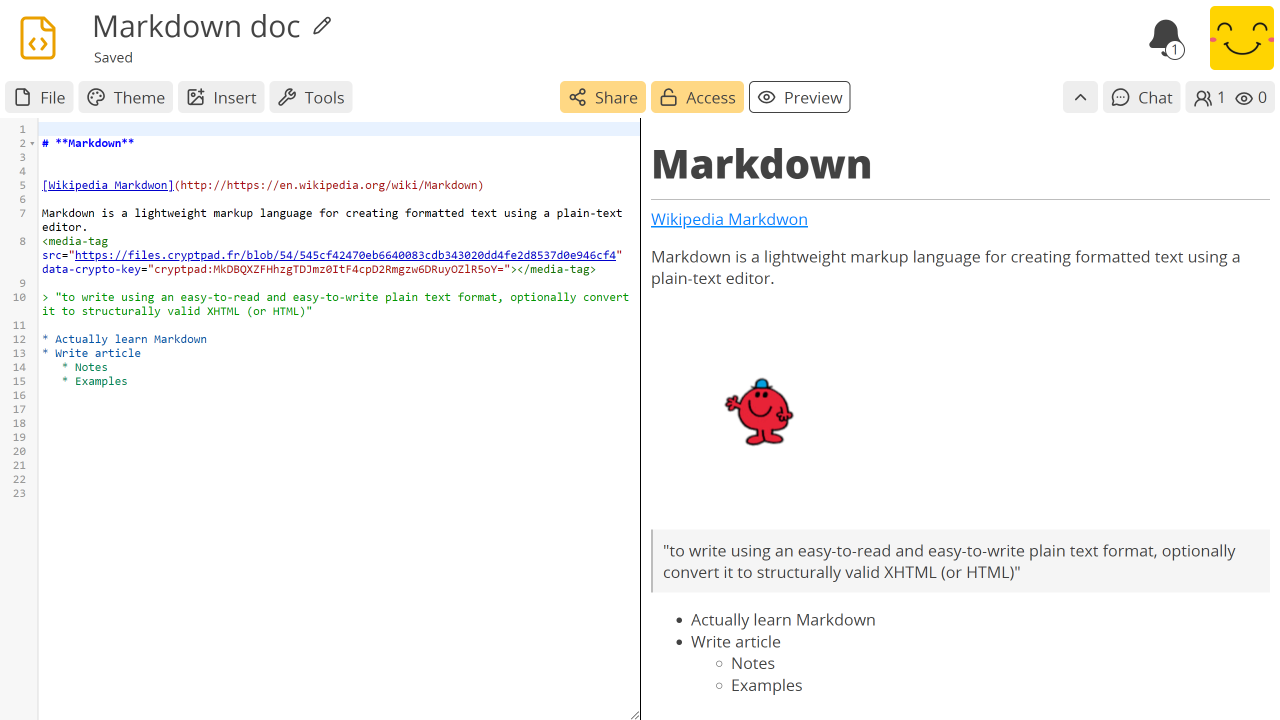 Markdown doc
Saved
1
File Theme Insert Tools Share Access Preview Chat 1 0
1
2 # **Markdown**
3
4
5 [Wikipedia Markdwon](http://https://en.wikipedia.org/wiki/Markdown)
6
7 Markdown is a lightweight markup language for creating formatted text using a plain-text
editor.
8 <media-tag
src="https://files.cryptpad.fr/blob/54/545cf42470eb6640083cdb343020dd4fe2d8537d0e946cf4"
data-crypto-key="cryptpad:MkDBQXZFHhzgTDJmz0ItF4cpD2Rmgzw6DRuyOZlR5oY="></media-tag>
9
10 > "to write using an easy-to-read and easy-to-write plain text format, optionally convert
it to structurally valid XHTML (or HTML)"
11
12 * Actually learn Markdown
13 * Write article
14 * Notes
15 * Examples
16
17
18
19
20
21
22
23
Markdown
Wikipedia Markdwon
Markdown is a lightweight markup language for creating formatted text using a
plain-text editor.
"to write using an easy-to-read and easy-to-write plain text format, optionally
convert it to structurally valid XHTML (or HTML)"
• Actually learn Markdown
• Write article
○ Notes
○ Examples